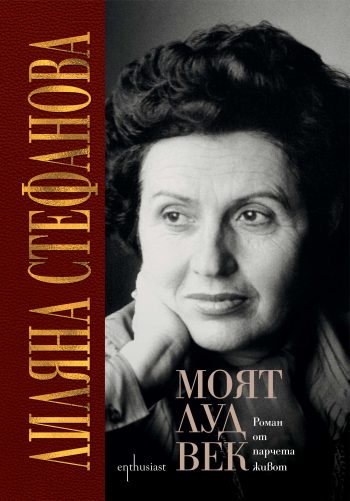 ЛИЛЯНА СТЕФАНОВА
МОЯТ
ЛУД
ВЕК
Роман
от
парчета
живот
enthusiast